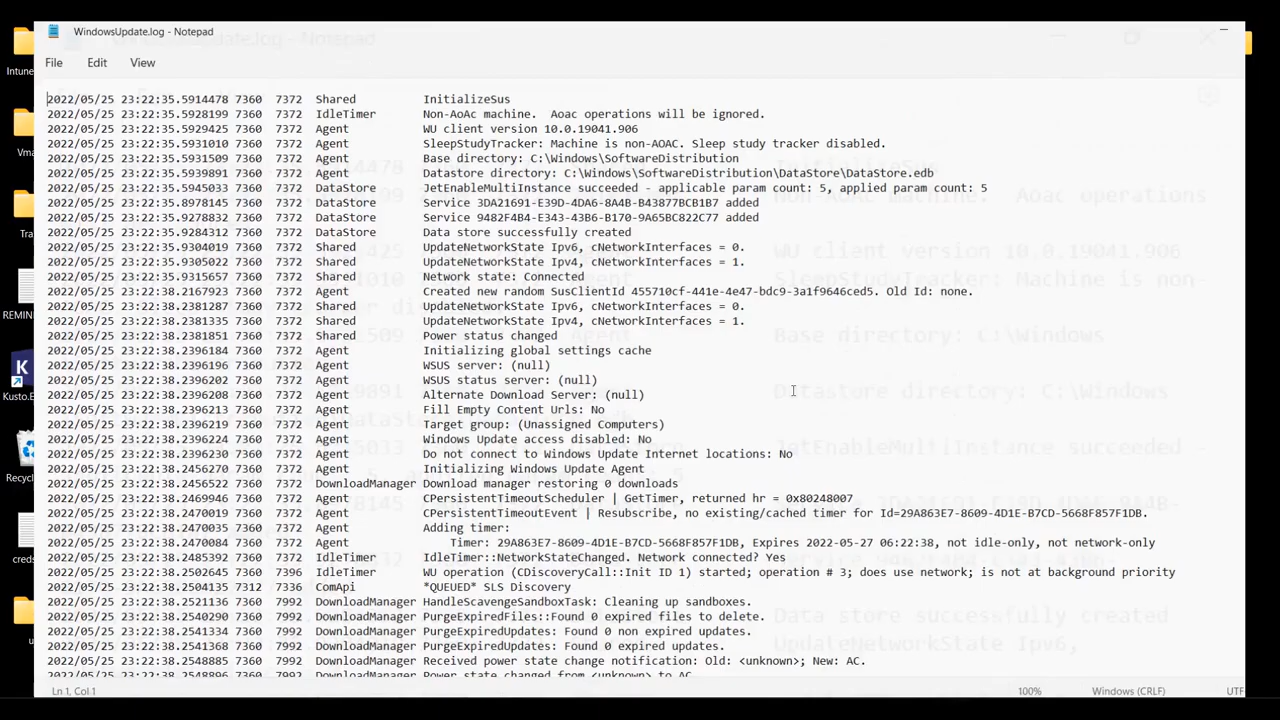 WindowsUpdate.log - Notepad
File Edit View
2022/05/25 23:22:35.5914478 7360 7372 Shared InitializeSus
2022/05/25 23:22:35.5928199 7360 7372 IdleTimer Non-AoAc machine. Aoac operations will be ignored.
2022/05/25 23:22:35.5929425 7360 7372 Agent WU client version 10.0.19041.906
2022/05/25 23:22:35.5931010 7360 7372 Agent SleepStudyTracker: Machine is non-AOAC. Sleep study tracker disabled.
2022/05/25 23:22:35.5931509 7360 7372 Agent Base directory: C:\Windows\SoftwareDistribution
2022/05/25 23:22:35.5939891 7360 7372 Agent Datastore directory: C:\Windows\SoftwareDistribution\DataStore\DataStore.edb
2022/05/25 23:22:35.5945033 7360 7372 DataStore JetEnableMultiInstance succeeded - applicable param count: 5, applied param count: 5
2022/05/25 23:22:35.8978145 7360 7372 DataStore Service 3DA21691-E39D-4DA6-8A4B-B43877BCB1B7 added
2022/05/25 23:22:35.9278832 7360 7372 DataStore Service 9482F4B4-E343-43B6-B170-9A65BC822C77 added
2022/05/25 23:22:35.9284312 7360 7372 DataStore Data store successfully created
2022/05/25 23:22:35.9304019 7360 7372 Shared UpdateNetworkState Ipv6, cNetworkInterfaces = 0.
2022/05/25 23:22:35.9305922 7360 7372 Shared UpdateNetworkState Ipv4, cNetworkInterfaces = 1.
2022/05/25 23:22:35.9315657 7360 7372 Shared Network state: Connected
2022/05/25 23:22:38.2167923 7360 7372 Agent Created new random SusClientId 455710cf-441e-4e47-bdc9-3a1f9646ced5. Old Id: none.
2022/05/25 23:22:38.2381287 7360 7372 Shared UpdateNetworkState Ipv6, cNetworkInterfaces = 0.
2022/05/25 23:22:38.2381335 7360 7372 Shared UpdateNetworkState Ipv4, cNetworkInterfaces = 1.
2022/05/25 23:22:38.2381851 7360 7372 Shared Power status changed
2022/05/25 23:22:38.2396184 7360 7372 Agent Initializing global settings cache
2022/05/25 23:22:38.2396196 7360 7372 Agent WSUS server: (null)
2022/05/25 23:22:38.2396202 7360 7372 Agent WSUS status server: (null)
2022/05/25 23:22:38.2396208 7360 7372 Agent Alternate Download Server: (null)
2022/05/25 23:22:38.2396213 7360 7372 Agent Fill Empty Content Urls: No
2022/05/25 23:22:38.2396219 7360 7372 Agent Target group: (Unassigned Computers)
2022/05/25 23:22:38.2396224 7360 7372 Agent Windows Update access disabled: No
2022/05/25 23:22:38.2396230 7360 7372 Agent Do not connect to Windows Update Internet locations: No
2022/05/25 23:22:38.2456270 7360 7372 Agent Initializing Windows Update Agent
2022/05/25 23:22:38.2456522 7360 7372 DownloadManager Download manager restoring 0 downloads
2022/05/25 23:22:38.2469946 7360 7372 Agent CPersistentTimeoutScheduler | GetTimer, returned hr = 0x80248007
2022/05/25 23:22:38.2470019 7360 7372 Agent CPersistentTimeoutEvent | Resubscribe, no existing/cached timer for Id=29A863E7-8609-4D1E-B7CD-5668F857F1DB.
2022/05/25 23:22:38.2470035 7360 7372 Agent Adding timer:
2022/05/25 23:22:38.2470084 7360 7372 Agent Timer: 29A863E7-8609-4D1E-B7CD-5668F857F1DB, Expires 2022-05-27 06:22:38, not idle-only, not network-only
2022/05/25 23:22:38.2485392 7360 7372 IdleTimer IdleTimer::NetworkStateChanged. Network connected? Yes
2022/05/25 23:22:38.2502645 7360 7396 IdleTimer WU operation (CDiscoveryCall::Init ID 1) started; operation # 3; does use network; is not at background priority
2022/05/25 23:22:38.2504135 7312 7336 ComApi *QUEUED* SLS Discovery
2022/05/25 23:22:38.2521136 7360 7992 DownloadManager HandleScavengeSandboxTask: Cleaning up sandboxes.
2022/05/25 23:22:38.2540290 7360 7992 DownloadManager PurgeExpiredFiles::Found 0 expired files to delete.
2022/05/25 23:22:38.2541334 7360 7992 DownloadManager PurgeExpiredUpdates: Found 0 non expired updates.
2022/05/25 23:22:38.2541368 7360 7992 DownloadManager PurgeExpiredUpdates: Found 0 expired updates.
2022/05/25 23:22:38.2548885 7360 7992 DownloadManager Received power state change notification: Old: <unknown>; New: AC.
2022/05/25 23:22:38.2548896 7360 7992 DownloadManager Power state changed from <unknown> to AC.
Ln 1, Col 1 100% Windows (CRLF) UTF
Intune
Vma
Tra
REMIN
Kusto.E
Recycl
creds
u